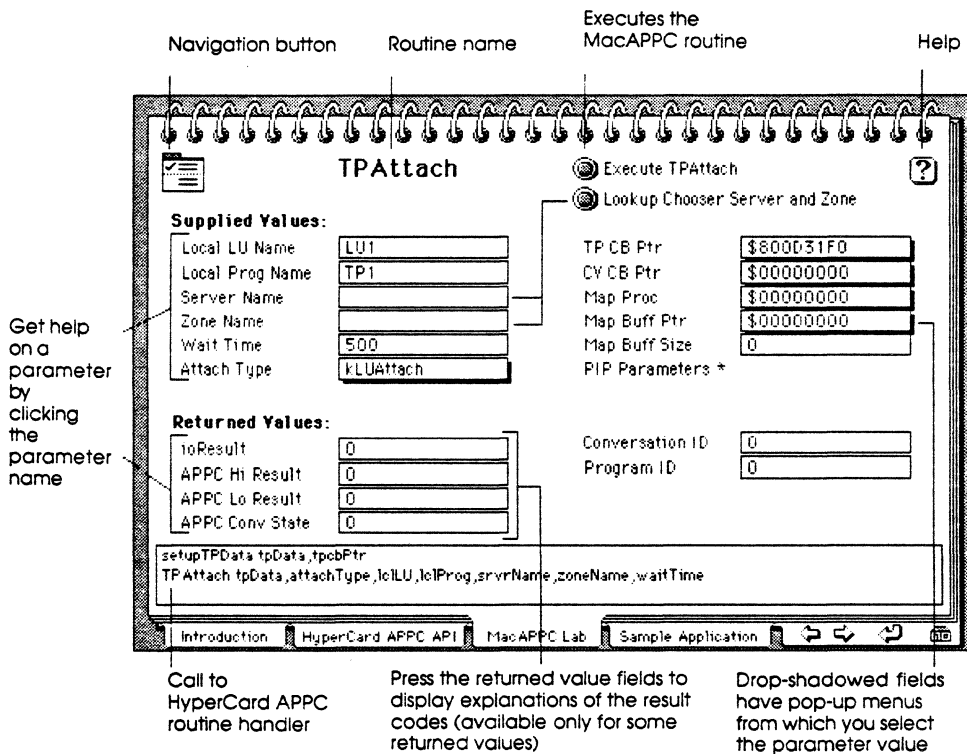 Executes the
Navigation button Routine name MacAPPC routine Help
TPAttach
Execute TPAttach
?
Lookup Chooser Server and Zone
Supplied Values:
Local LU Name LU1
Local Prog Name TP1
Server Name
Zone Name
Wait Time 500
Attach Type kLUAttach
TP CB Ptr $800D31F0
CV CB Ptr $00000000
Map Proc $00000000
Map Buff Ptr $00000000
Map Buff Size 0
PIP Parameters *
Get help
on a
parameter
by
clicking
the
parameter
name
Returned Values:
ioResult 0
APPC Hi Result 0
APPC Lo Result 0
APPC Conv State 0
Conversation ID 0
Program ID 0
setupTPData tpData,tpcbPtr
TPAttach tpData,attachType,lclLU,lclProg,srvrName,zoneName,waitTime
Introduction HyperCard APPC API MacAPPC Lab Sample Application
Call to
HyperCard APPC
routine handler
Press the returned value fields to
display explanations of the result
codes (available only for some
returned values)
Drop-shadowed fields
have pop-up menus
from which you select
the parameter value